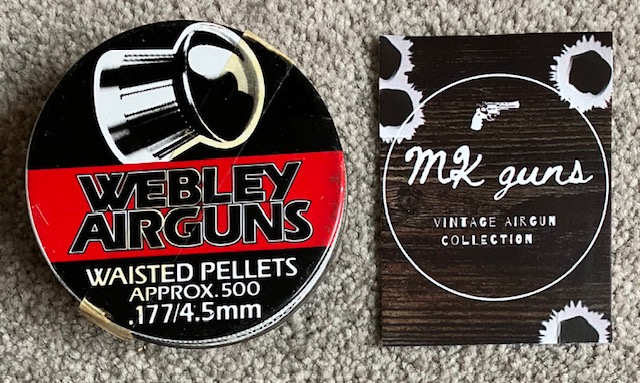 WEBLEY
AIRGUNS
WAISTED PELLETS
APPROX.500
.177/4.5mm
MK guns
VINTAGE AIRGUN
COLLECTION